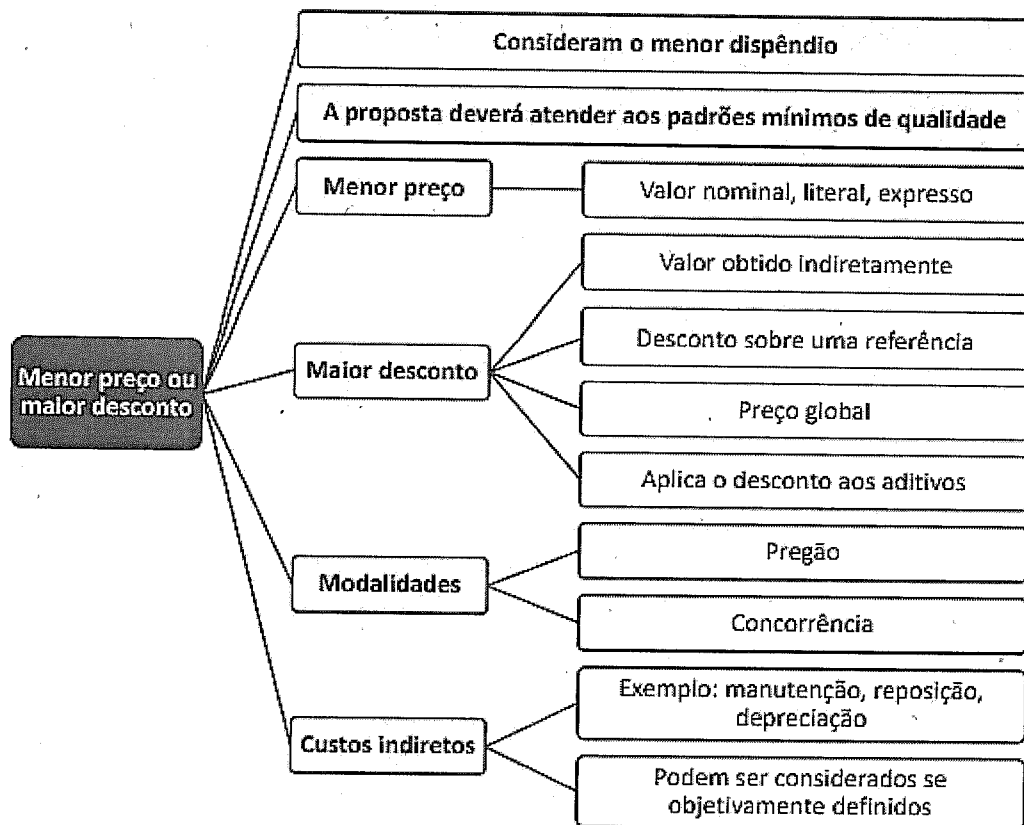 Consideram o menor dispêndio
A proposta deverá atender aos padrões mínimos de qualidade
Menor preço
Valor nominal, literal, expresso
Valor obtido indiretamente
Desconto sobre uma referência
Menor preço ou
maior desconto
Maior desconto
Preço global
Aplica o desconto aos aditivos
Modalidades
Pregão
Concorrência
Custos indiretos
Exemplo: manutenção, reposição,
depreciação
Podem ser considerados se
objetivamente definidos